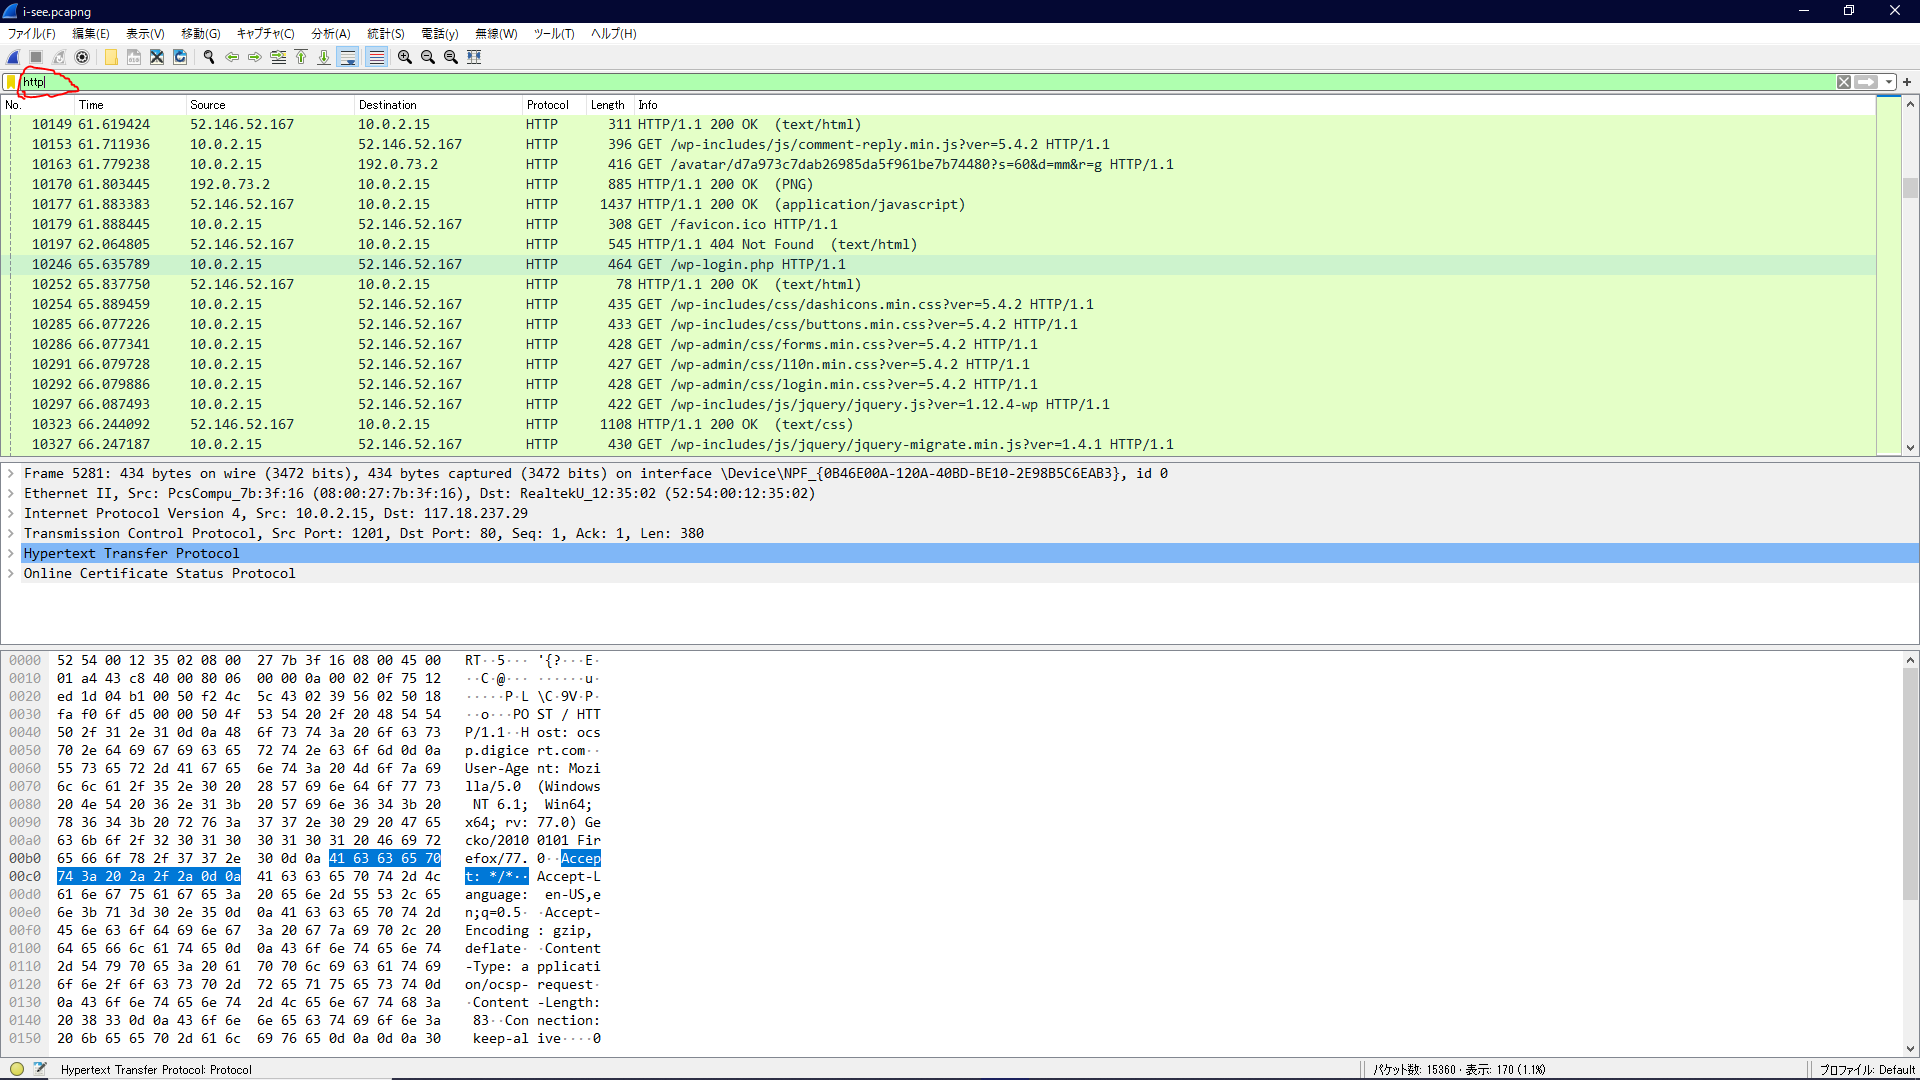 i-see.pcapng
ファイル(F) 編集(E) 表示(V) 移動(G) キャプチャ(C) 分析(A) 統計(S) 電話(y) 無線(W) ツール(T) ヘルプ(H)
http
No. Time Source Destination Protocol Length Info
10149 61.619424 52.146.52.167 10.0.2.15 HTTP 311 HTTP/1.1 200 OK (text/html)
10153 61.711936 10.0.2.15 52.146.52.167 HTTP 396 GET /wp-includes/js/comment-reply.min.js?ver=5.4.2 HTTP/1.1
10163 61.779238 10.0.2.15 192.0.73.2 HTTP 416 GET /avatar/d7a973c7dab26985da5f961be7b74480?s=60&d=mm&r=g HTTP/1.1
10170 61.803445 192.0.73.2 10.0.2.15 HTTP 885 HTTP/1.1 200 OK (PNG)
10177 61.883383 52.146.52.167 10.0.2.15 HTTP 1437 HTTP/1.1 200 OK (application/javascript)
10179 61.888445 10.0.2.15 52.146.52.167 HTTP 308 GET /favicon.ico HTTP/1.1
10197 62.064805 52.146.52.167 10.0.2.15 HTTP 545 HTTP/1.1 404 Not Found (text/html)
10246 65.635789 10.0.2.15 52.146.52.167 HTTP 464 GET /wp-login.php HTTP/1.1
10252 65.837750 52.146.52.167 10.0.2.15 HTTP 78 HTTP/1.1 200 OK (text/html)
10254 65.889459 10.0.2.15 52.146.52.167 HTTP 435 GET /wp-includes/css/dashicons.min.css?ver=5.4.2 HTTP/1.1
10285 66.077226 10.0.2.15 52.146.52.167 HTTP 433 GET /wp-includes/css/buttons.min.css?ver=5.4.2 HTTP/1.1
10286 66.077341 10.0.2.15 52.146.52.167 HTTP 428 GET /wp-admin/css/forms.min.css?ver=5.4.2 HTTP/1.1
10291 66.079728 10.0.2.15 52.146.52.167 HTTP 427 GET /wp-admin/css/l10n.min.css?ver=5.4.2 HTTP/1.1
10292 66.079886 10.0.2.15 52.146.52.167 HTTP 428 GET /wp-admin/css/login.min.css?ver=5.4.2 HTTP/1.1
10297 66.087493 10.0.2.15 52.146.52.167 HTTP 422 GET /wp-includes/js/jquery/jquery.js?ver=1.12.4-wp HTTP/1.1
10323 66.244092 52.146.52.167 10.0.2.15 HTTP 1108 HTTP/1.1 200 OK (text/css)
10327 66.247187 10.0.2.15 52.146.52.167 HTTP 430 GET /wp-includes/js/jquery/jquery-migrate.min.js?ver=1.4.1 HTTP/1.1
Frame 5281: 434 bytes on wire (3472 bits), 434 bytes captured (3472 bits) on interface \Device\NPF_{0B46E00A-120A-40BD-BE10-2E98B5C6EAB3}, id 0
Ethernet II, Src: PcsCompu_7b:3f:16 (08:00:27:7b:3f:16), Dst: RealtekU_12:35:02 (52:54:00:12:35:02)
Internet Protocol Version 4, Src: 10.0.2.15, Dst: 117.18.237.29
Transmission Control Protocol, Src Port: 1201, Dst Port: 80, Seq: 1, Ack: 1, Len: 380
Hypertext Transfer Protocol
Online Certificate Status Protocol
0000 52 54 00 12 35 02 08 00 27 7b 3f 16 08 00 45 00 RT··5··· '{?···E·
0010 01 a4 43 c8 40 00 80 06 00 00 0a 00 02 0f 75 12 ··C·@··· ······u·
0020 ed 1d 04 b1 00 50 f2 4c 5c 43 02 39 56 02 50 18 ·····P·L \C·9V·P·
0030 fa f0 6f d5 00 00 50 4f 53 54 20 2f 20 48 54 54 ··o···PO ST / HTT
0040 50 2f 31 2e 31 0d 0a 48 6f 73 74 3a 20 6f 63 73 P/1.1··H ost: ocs
0050 70 2e 64 69 67 69 63 65 72 74 2e 63 6f 6d 0d 0a p.digice rt.com··
0060 55 73 65 72 2d 41 67 65 6e 74 3a 20 4d 6f 7a 69 User-Age nt: Mozi
0070 6c 6c 61 2f 35 2e 30 20 28 57 69 6e 64 6f 77 73 lla/5.0 (Windows
0080 20 4e 54 20 36 2e 31 3b 20 57 69 6e 36 34 3b 20 NT 6.1; Win64;
0090 78 36 34 3b 20 72 76 3a 37 37 2e 30 29 20 47 65 x64; rv: 77.0) Ge
00a0 63 6b 6f 2f 32 30 31 30 30 31 30 31 20 46 69 72 cko/2010 0101 Fir
00b0 65 66 6f 78 2f 37 37 2e 30 0d 0a 41 63 63 65 70 efox/77. 0··Accep
00c0 74 3a 20 2a 2f 2a 0d 0a 41 63 63 65 70 74 2d 4c t: */*·· Accept-L
00d0 61 6e 67 75 61 67 65 3a 20 65 6e 2d 55 53 2c 65 anguage: en-US,e
00e0 6e 3b 71 3d 30 2e 35 0d 0a 41 63 63 65 70 74 2d n;q=0.5· ·Accept-
00f0 45 6e 63 6f 64 69 6e 67 3a 20 67 7a 69 70 2c 20 Encoding : gzip,
0100 64 65 66 6c 61 74 65 0d 0a 43 6f 6e 74 65 6e 74 deflate· ·Content
0110 2d 54 79 70 65 3a 20 61 70 70 6c 69 63 61 74 69 -Type: a pplicati
0120 6f 6e 2f 6f 63 73 70 2d 72 65 71 75 65 73 74 0d on/ocsp- request·
0130 0a 43 6f 6e 74 65 6e 74 2d 4c 65 6e 67 74 68 3a ·Content -Length:
0140 20 38 33 0d 0a 43 6f 6e 6e 65 63 74 69 6f 6e 3a 83··Con nection:
0150 20 6b 65 65 70 2d 61 6c 69 76 65 0d 0a 0d 0a 30 keep-al ive····0
Hypertext Transfer Protocol: Protocol パケット数: 15360 · 表示: 170 (1.1%) プロファイル: Default